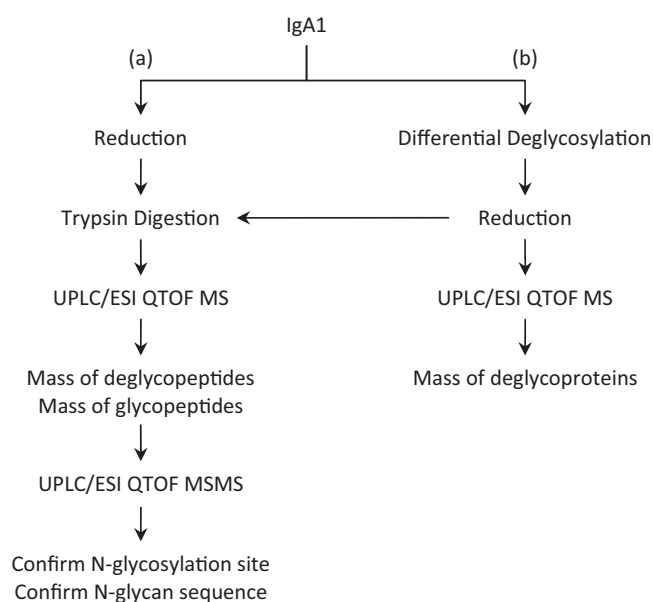 IgA1
(a)
(b)
Reduction
Differential Deglycosylation
Trypsin Digestion
Reduction
UPLC/ESI QTOF MS
UPLC/ESI QTOF MS
Mass of deglycopeptides
Mass of glycopeptides
Mass of deglycoproteins
UPLC/ESI QTOF MSMS
Confirm N-glycosylation site
Confirm N-glycan sequence